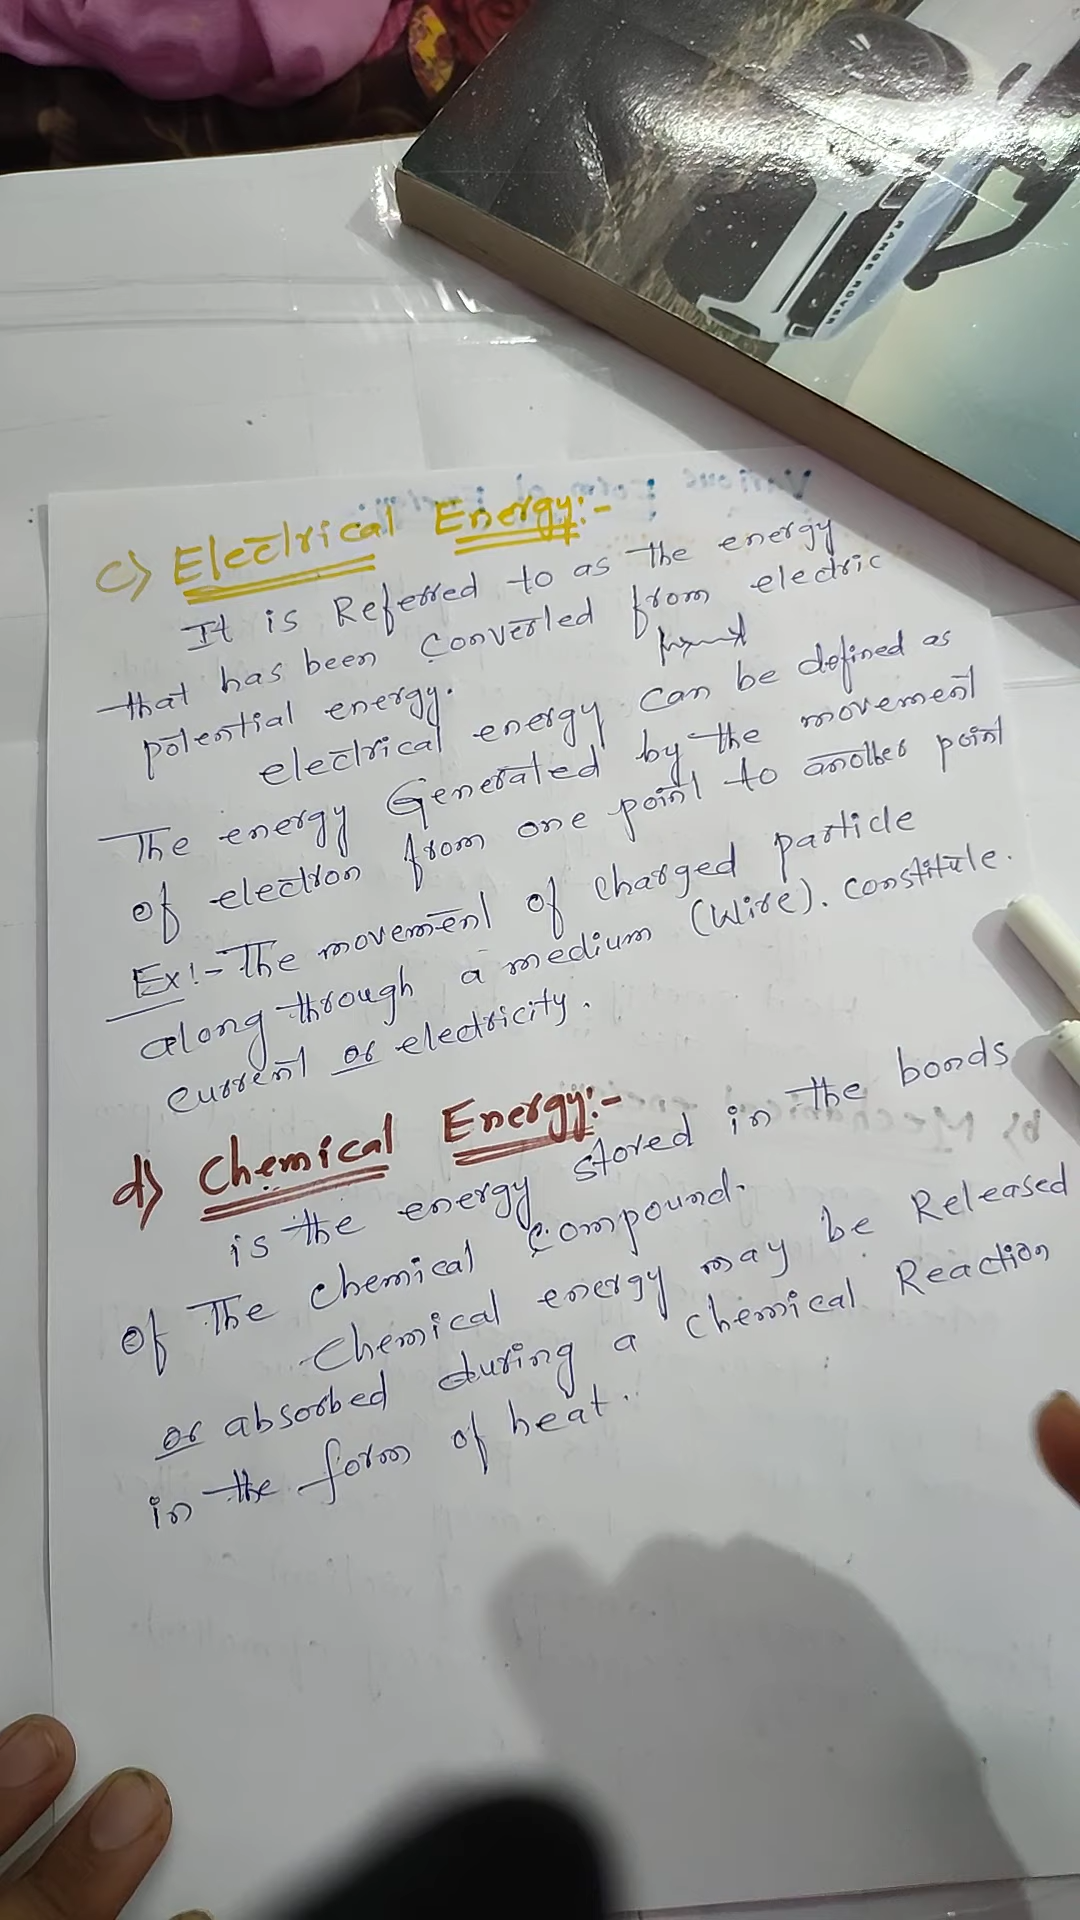 RANGE ROVER
c) Electrical Energy:-
It is Referred to as the energy
that has been converted from electric
potential energy.
electrical energy can be defined as
The energy Generated by the movement
of electron from one point to another point
Ex:- The movement of charged particle
along through a medium (Wire). constitute.
current or electricity.
d) Chemical Energy:-
is the energy stored in the bonds
of The chemical Compound.
Chemical energy may be Released
or absorbed during a chemical Reaction
in the form of heat.